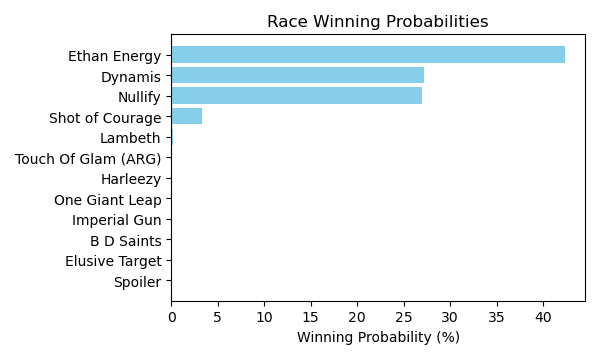 Race Winning Probabilities
Ethan Energy
Dynamis
Nullify
Shot of Courage
Lambeth
Touch Of Glam (ARG)
Harleezy
One Giant Leap
Imperial Gun
B D Saints
Elusive Target
Spoiler
0 5 10 15 20 25 30 35 40
Winning Probability (%)